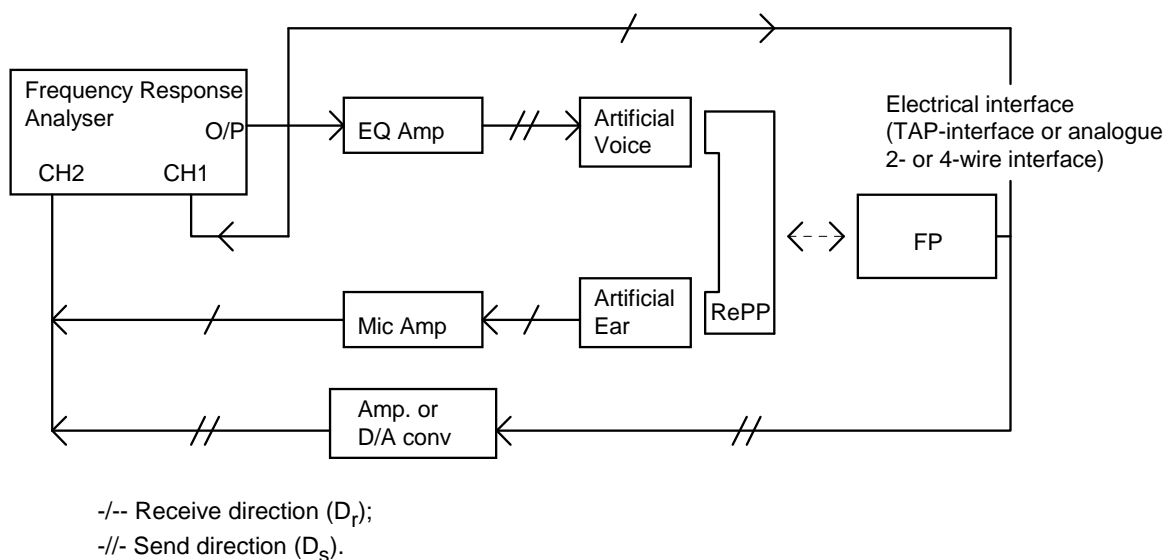 Frequency Response
Analyser
O/P
CH2
CH1
EQ Amp
Artificial
Voice
Electrical interface
(TAP-interface or analogue
2- or 4-wire interface)
FP
Mic Amp
Artificial
Ear
RePP
Amp. or
D/A conv
-/-- Receive direction (Dr);
-//- Send direction (Ds).